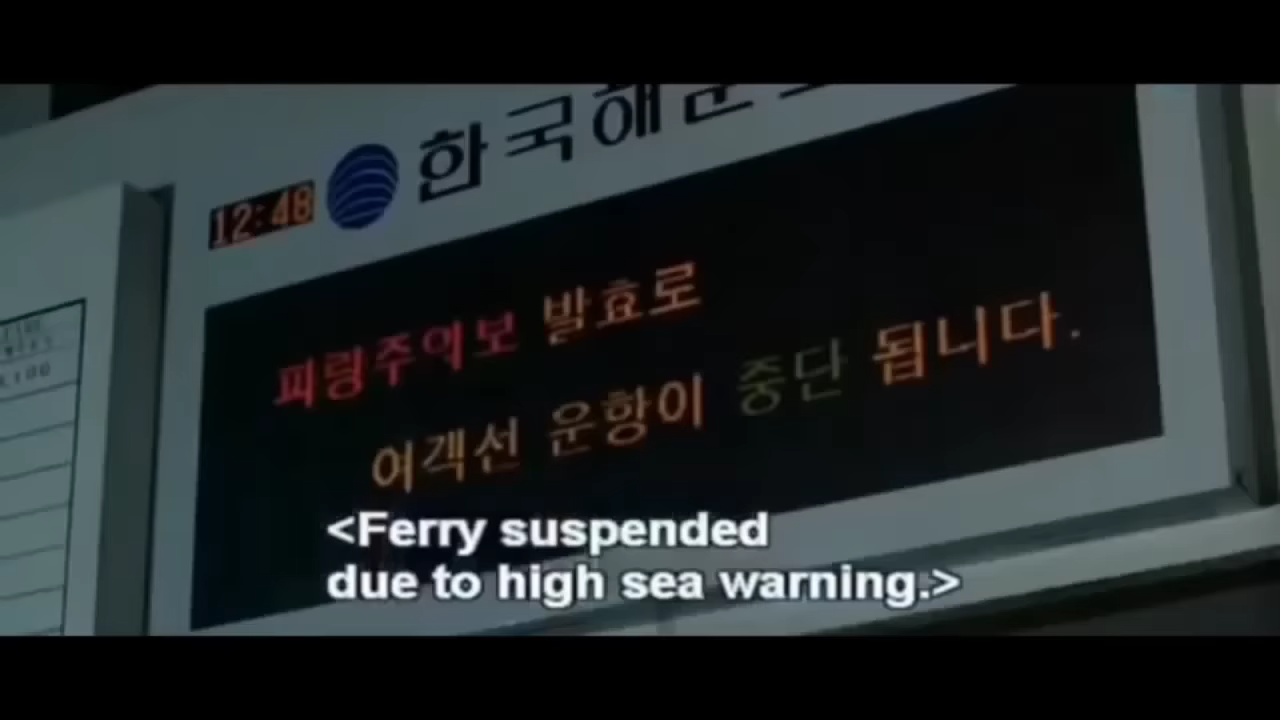 12:48 한국해운
파랑주의보 발효로
여객선 운항이 중단 됩니다.
<Ferry suspended
due to high sea warning.>